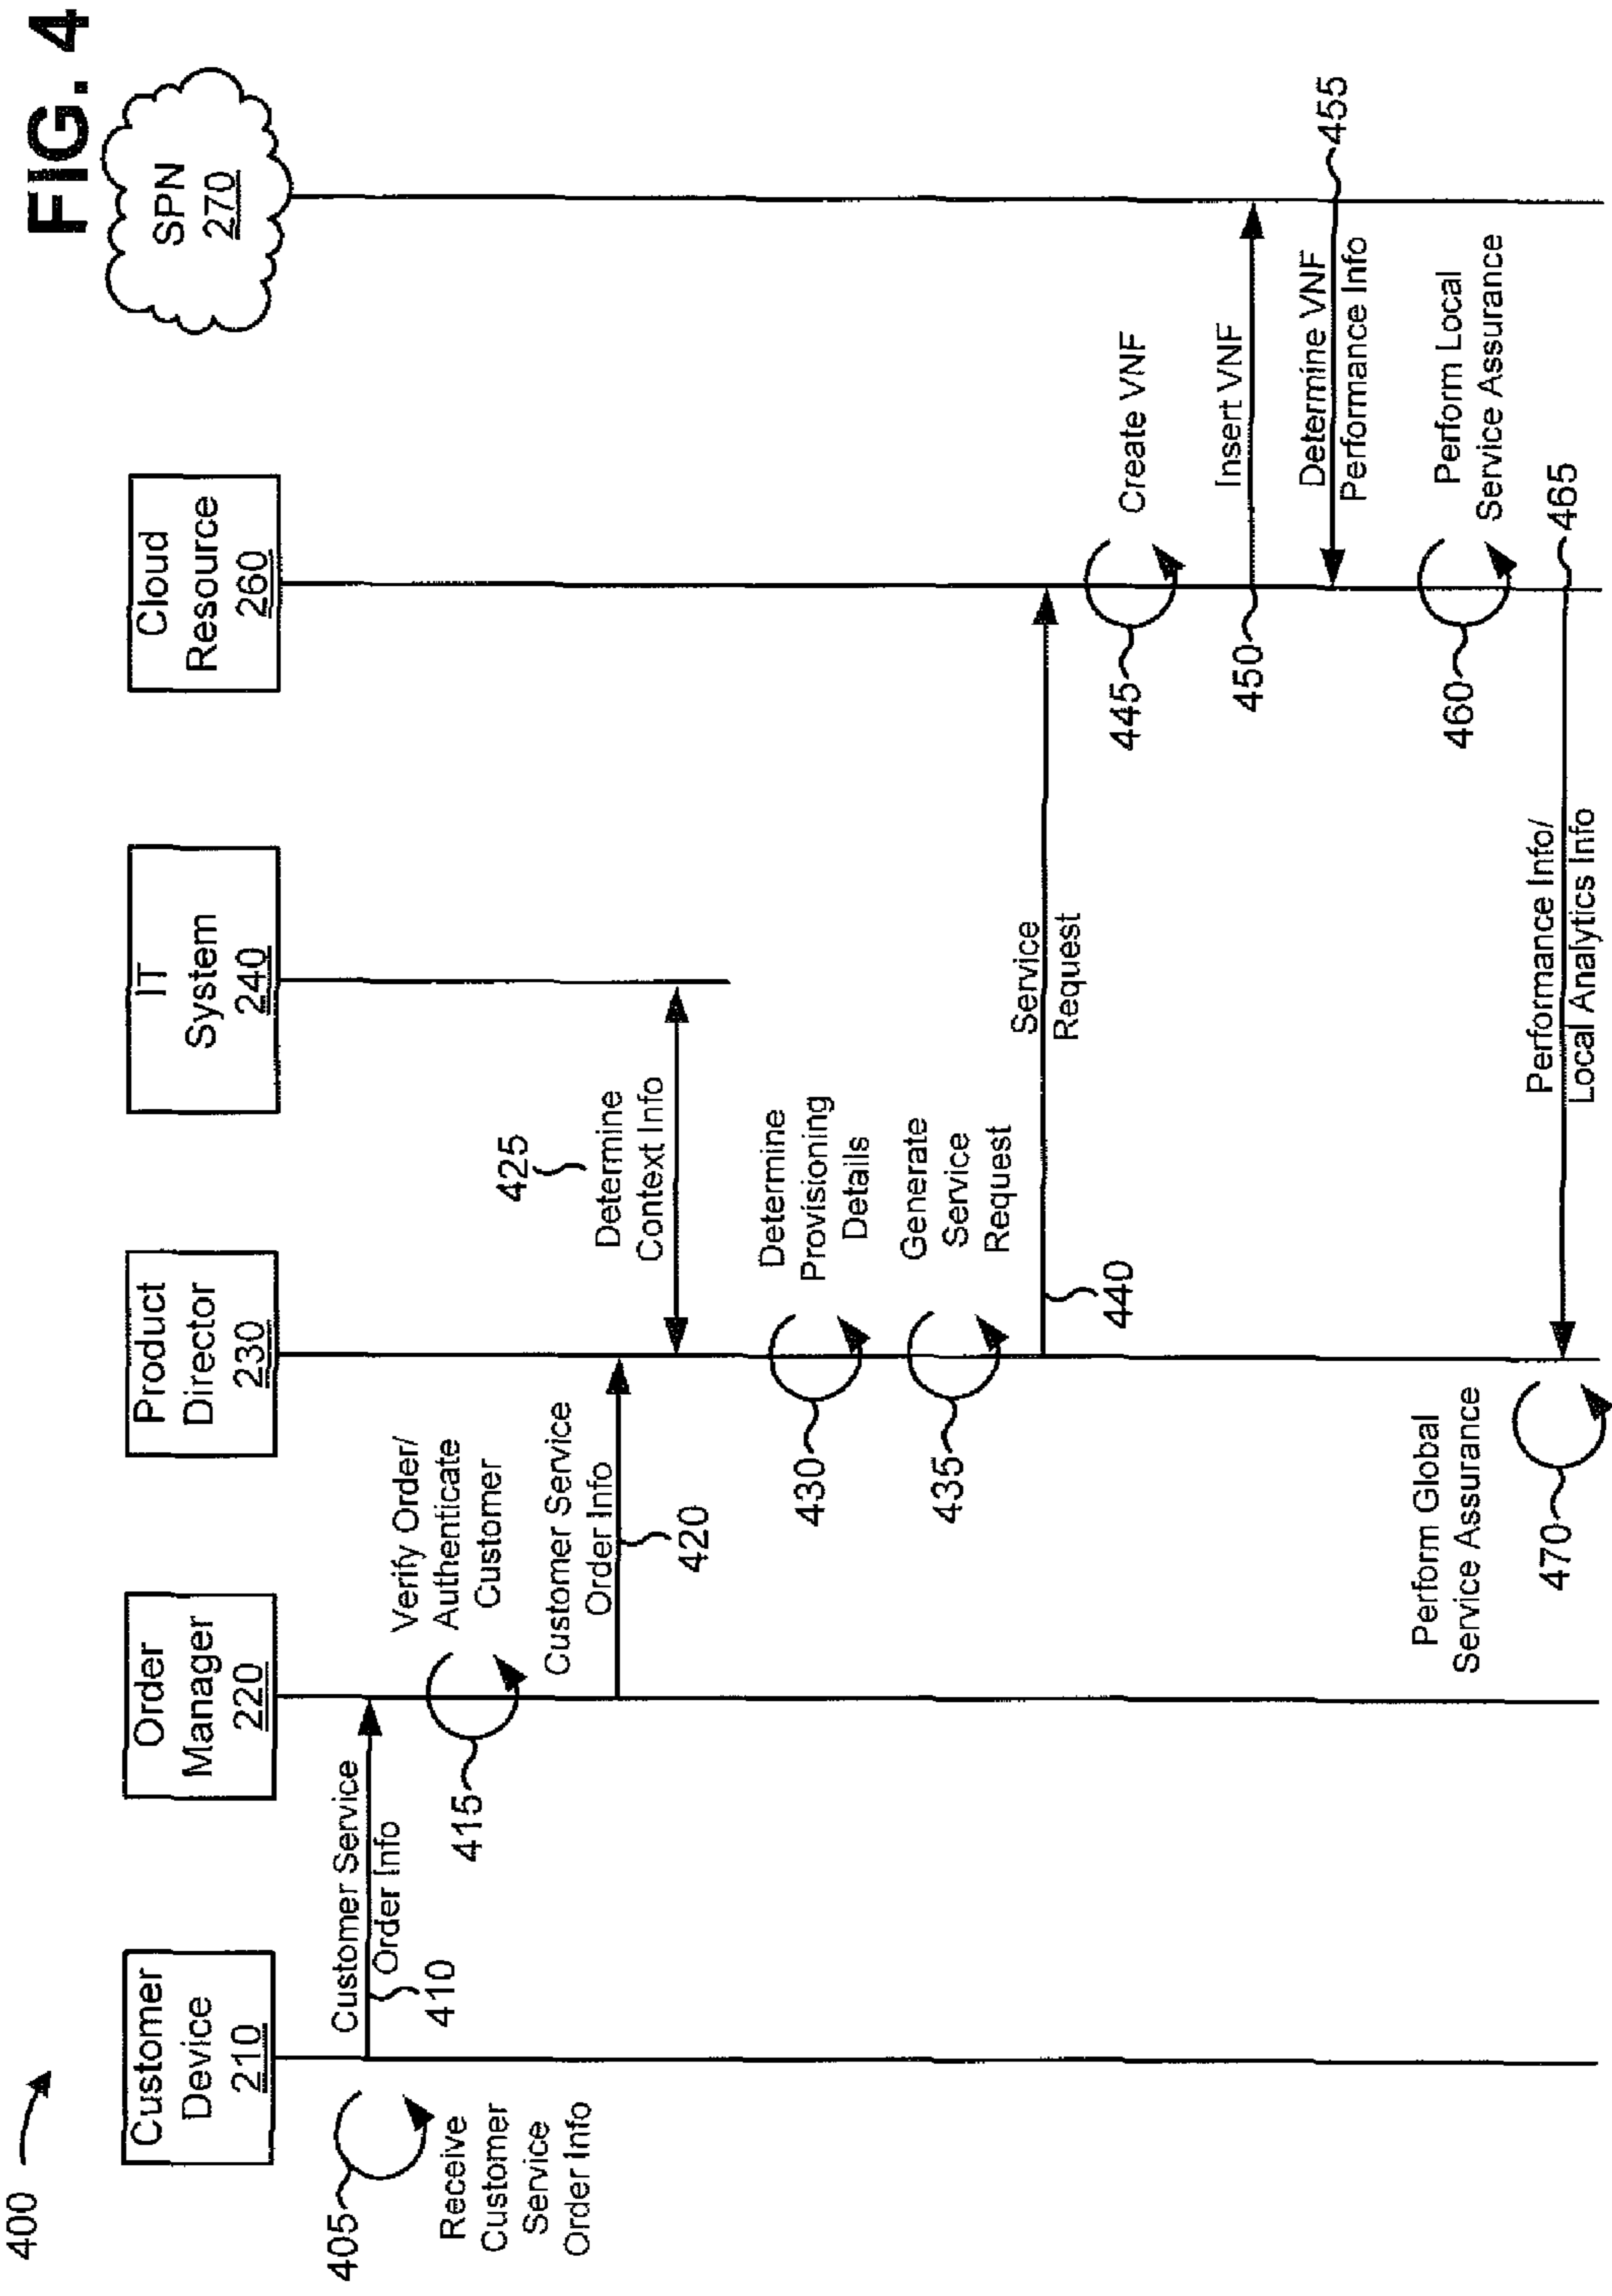 FIG. 4
400
Customer
Device
210
Order
Manager
220
Product
Director
230
IT
System
240
Cloud
Resource
260
SPN
270
405
Receive
Customer
Service
Order Info
Customer Service
Order Info
410
415
Verify Order/
Authenticate
Customer
Customer Service
Order Info
420
425
Determine
Context Info
430
Determine
Provisioning
Details
435
Generate
Service
Request
Service
Request
440
445
Create VNF
450
Insert VNF
Determine VNF
Performance Info
455
460
Perform Local
Service Assurance
465
Performance Info/
Local Analytics Info
Perform Global
Service Assurance
470